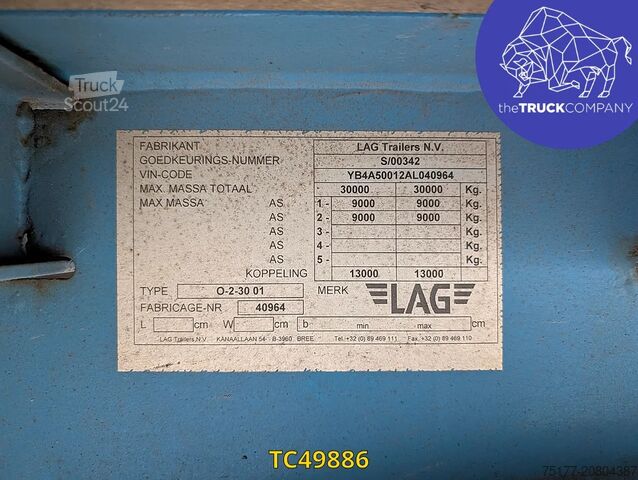 Truck
Scout24
theTRUCKCOMPANY
FABRIKANT LAG Trailers N.V.
GOEDKEURINGS-NUMMER S/00342
VIN-CODE YB4A50012AL040964
MAX. MASSA TOTAAL 30000 30000 Kg.
MAX MASSA AS 1 - 9000 9000 Kg.
AS 2 - 9000 9000 Kg.
AS 3 - Kg.
AS 4 - Kg.
AS 5 - Kg.
KOPPELING 13000 13000 Kg.
TYPE O-2-30 01 MERK LAG
FABRICAGE-NR 40964
L cm W cm b min max cm
LAG Trailers N.V. KANAALLAAN 54 - B-3960 BREE Tel.+32 (0) 89 469 111 Fax.+32 (0) 89 469 110
TC49886
75177-20804387